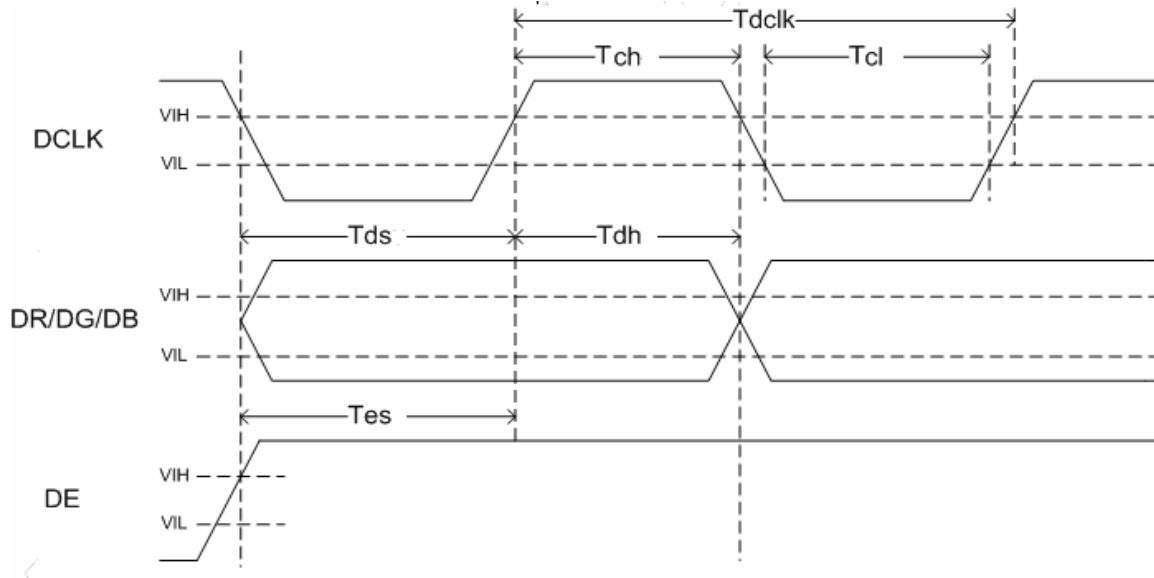 Tdclk
Tch Tcl
VIH
DCLK
VIL
Tds Tdh
VIH
DR/DG/DB
VIL
Tes
VIH
DE
VIL